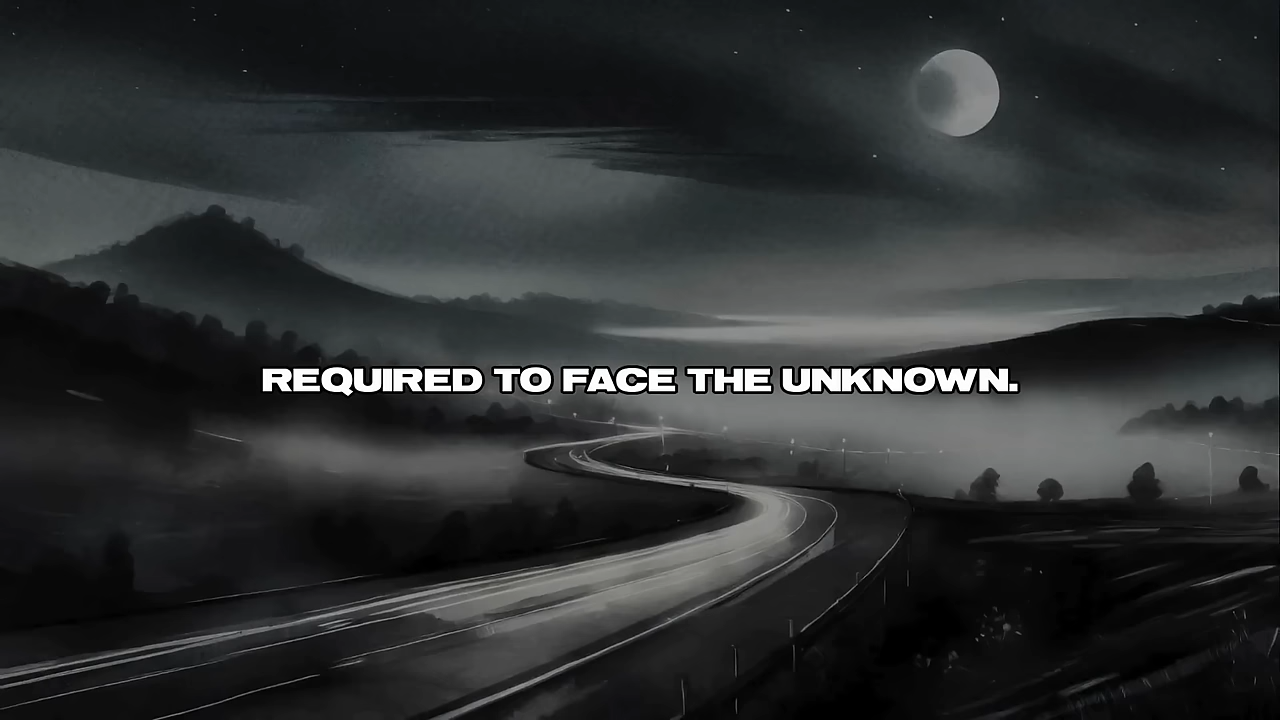 REQUIRED TO FACE THE UNKNOWN.